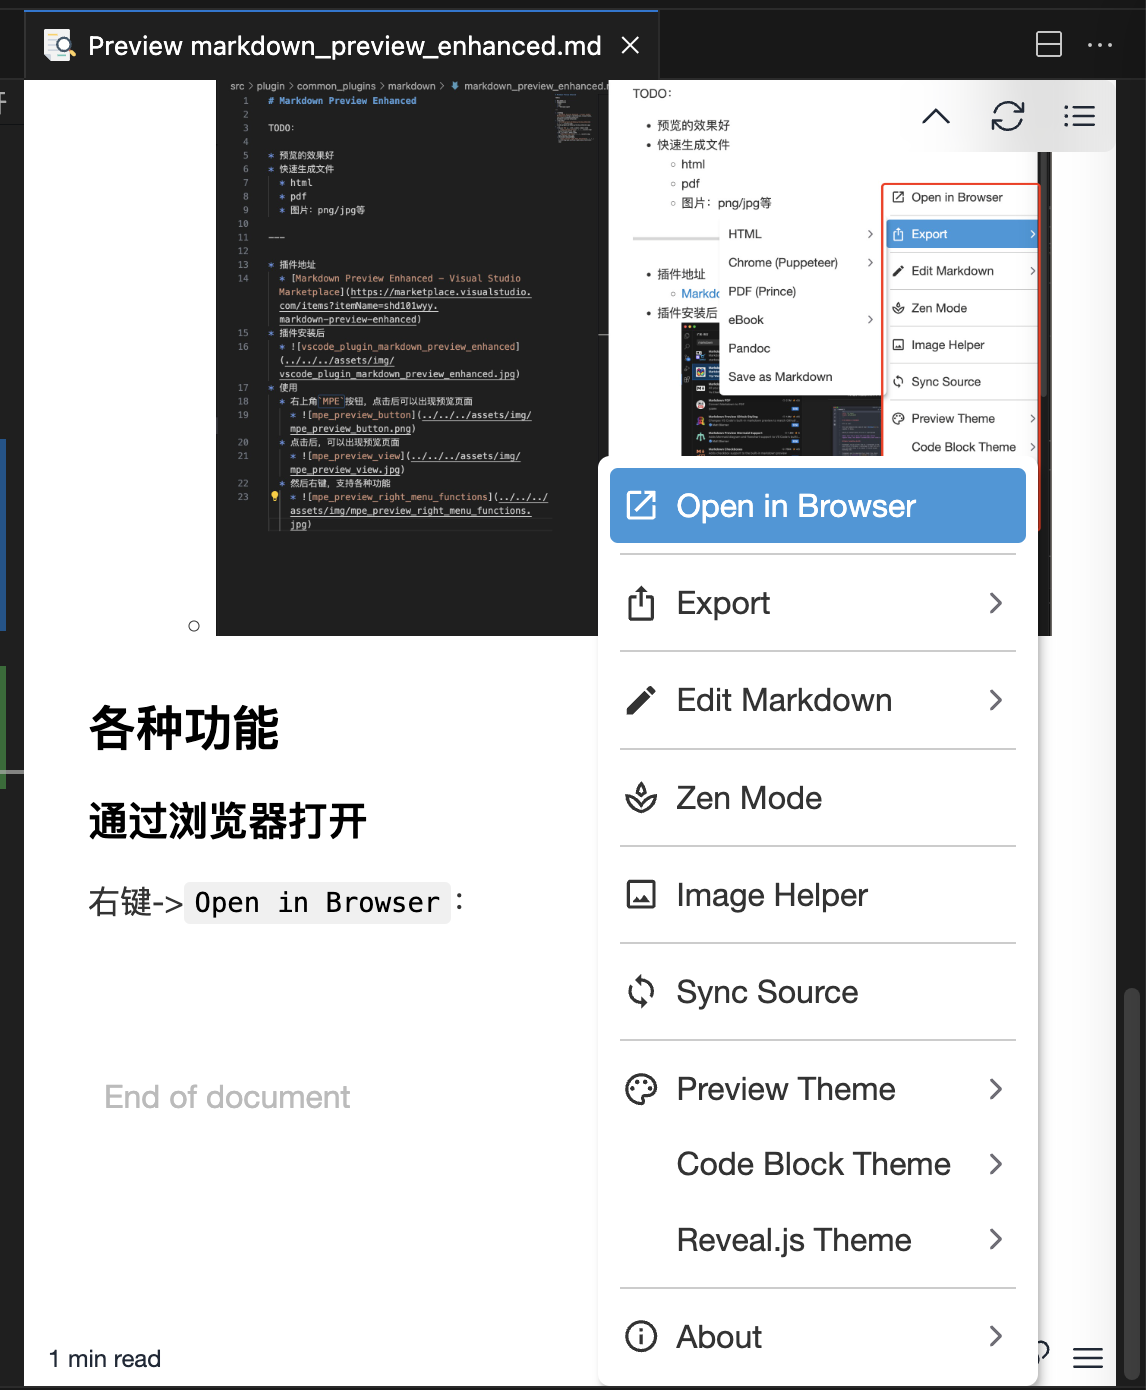 Preview markdown_preview_enhanced.md
src > plugin > common_plugins > markdown > markdown_preview_enhanced.
1 # Markdown Preview Enhanced
2
3 TODO:
4
5 * 预览的效果好
6 * 快速生成文件
7 * html
8 * pdf
9 * 图片：png/jpg等
10
11 ---
12
13 * 插件地址
14 * [Markdown Preview Enhanced - Visual Studio
Marketplace](https://marketplace.visualstudio.
com/items?itemName=shd101wyy.
markdown-preview-enhanced)
15 * 插件安装后
16 * ![vscode_plugin_markdown_preview_enhanced]
(../../../assets/img/
vscode_plugin_markdown_preview_enhanced.jpg)
17 * 使用
18 * 右上角`MPE`按钮，点击后可以出现预览页面
19 * ![mpe_preview_button](../../../assets/img/
mpe_preview_button.png)
20 * 点击后，可以出现预览页面
21 * ![mpe_preview_view](../../../assets/img/
mpe_preview_view.jpg)
22 * 然后右键，支持各种功能
23 * ![mpe_preview_right_menu_functions](../../../
assets/img/mpe_preview_right_menu_functions.
jpg)
TODO:
• 预览的效果好
• 快速生成文件
○ html
○ pdf
○ 图片：png/jpg等
• 插件地址
○ Markdo
• 插件安装后
HTML
Chrome (Puppeteer)
PDF (Prince)
eBook
Pandoc
Save as Markdown
Open in Browser
Export
Edit Markdown
Zen Mode
Image Helper
Sync Source
Preview Theme
Code Block Theme
各种功能
通过浏览器打开
右键->Open in Browser：
End of document
1 min read
Open in Browser
Export
Edit Markdown
Zen Mode
Image Helper
Sync Source
Preview Theme
Code Block Theme
Reveal.js Theme
About